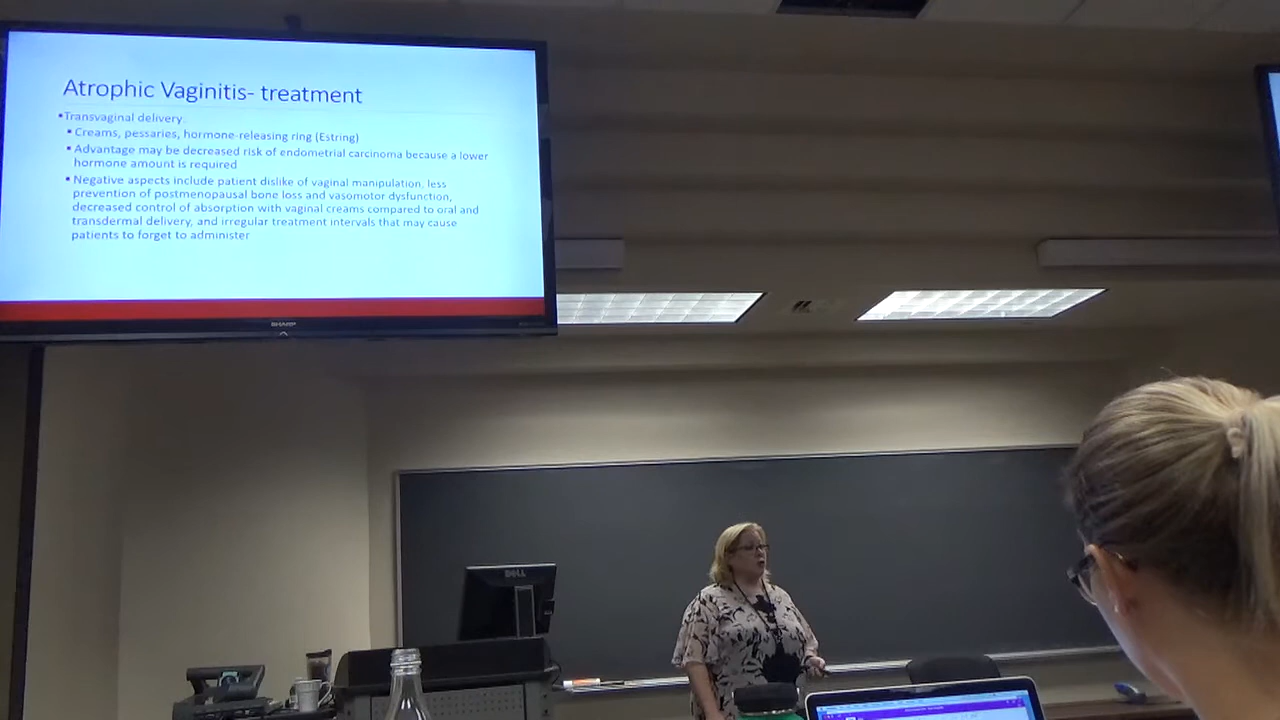 Atrophic Vaginitis- treatment
▪Transvaginal delivery:
▪ Creams, pessaries, hormone-releasing ring (Estring)
▪ Advantage may be decreased risk of endometrial carcinoma because a lower
hormone amount is required
▪ Negative aspects include patient dislike of vaginal manipulation, less
prevention of postmenopausal bone loss and vasomotor dysfunction,
decreased control of absorption with vaginal creams compared to oral and
transdermal delivery, and irregular treatment intervals that may cause
patients to forget to administer
SHARP
DELL